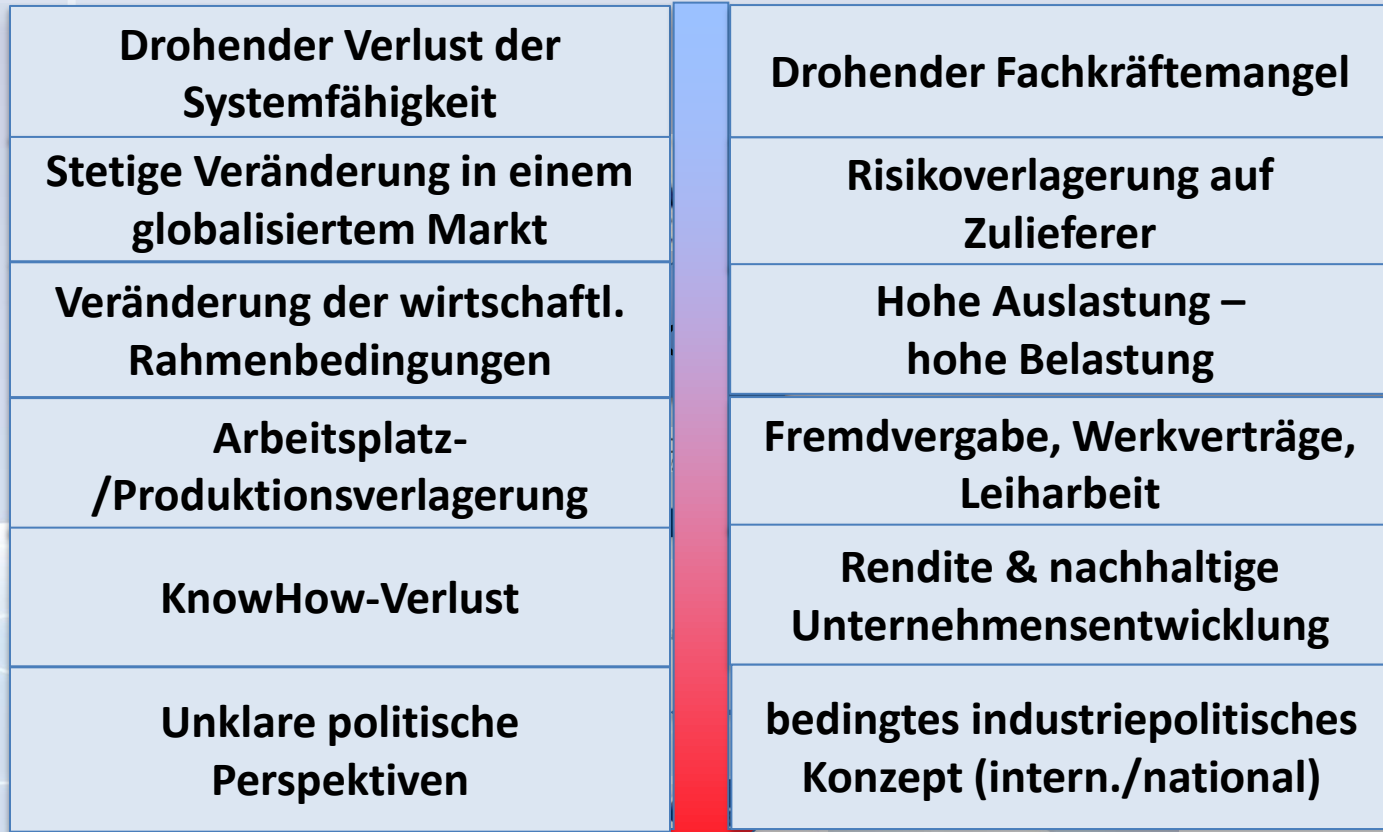 Drohender Verlust der
Systemfähigkeit
Drohender Fachkräftemangel
Stetige Veränderung in einem
globalisiertem Markt
Risikoverlagerung auf
Zulieferer
Veränderung der wirtschaftl.
Rahmenbedingungen
Hohe Auslastung –
hohe Belastung
Arbeitsplatz-
/Produktionsverlagerung
Fremdvergabe, Werkverträge,
Leiharbeit
KnowHow-Verlust
Rendite & nachhaltige
Unternehmensentwicklung
Unklare politische
Perspektiven
bedingtes industriepolitisches
Konzept (intern./national)